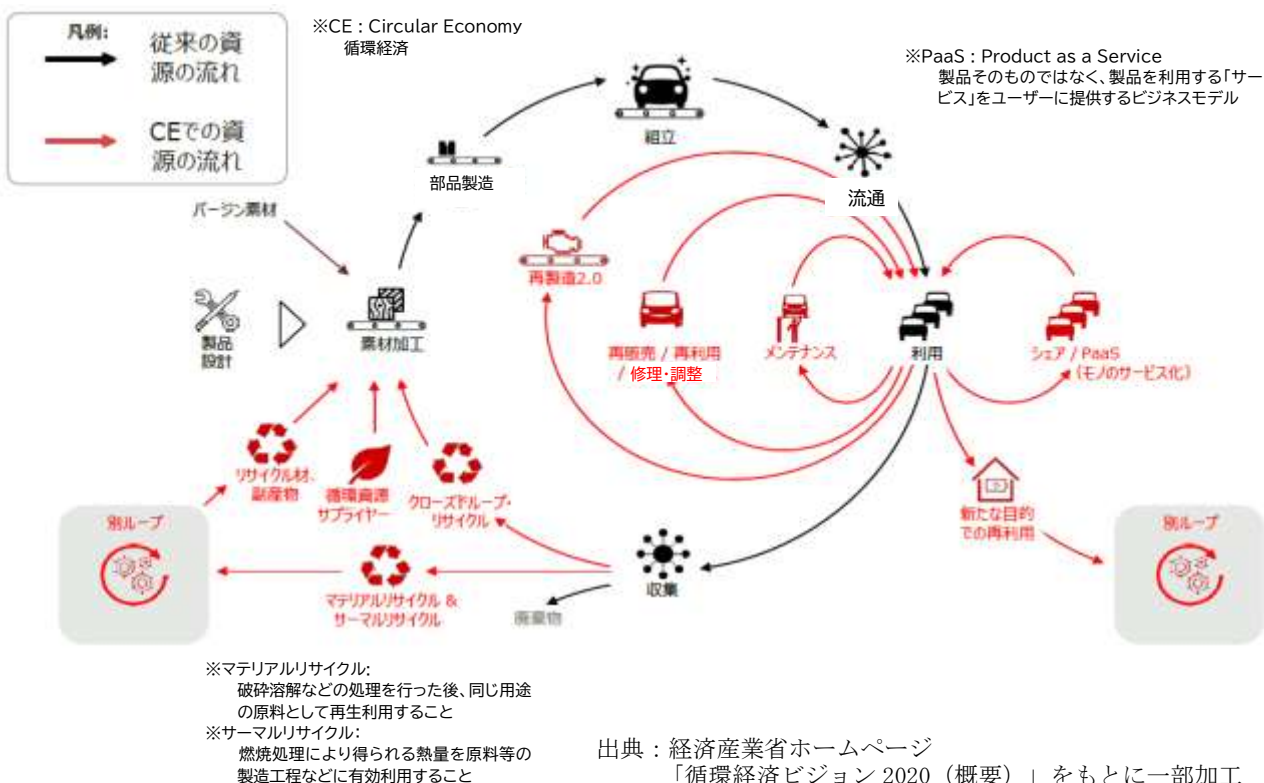 凡例:
従来の資
源の流れ
CEでの資
源の流れ
※CE：Circular Economy
循環経済
※PaaS：Product as a Service
製品そのものではなく、製品を利用する「サー
ビス」をユーザーに提供するビジネスモデル
組立
部品製造
流通
バージン素材
再製造2.0
製品
設計
素材加工
再販売 / 再利用
/ 修理・調整
メンテナンス
利用
シェア / PaaS
（モノのサービス化）
リサイクル材、
副産物
循環資源
サプライヤー
クローズドループ・
リサイクル
新たな目的
での再利用
別ループ
別ループ
マテリアルリサイクル &
サーマルリサイクル
廃棄物
収集
※マテリアルリサイクル:
破砕溶解などの処理を行った後、同じ用途
の原料として再生利用すること
※サーマルリサイクル：
燃焼処理により得られる熱量を原料等の
製造工程などに有効利用すること
出典：経済産業省ホームページ
「循環経済ビジョン 2020（概要）」をもとに一部加工